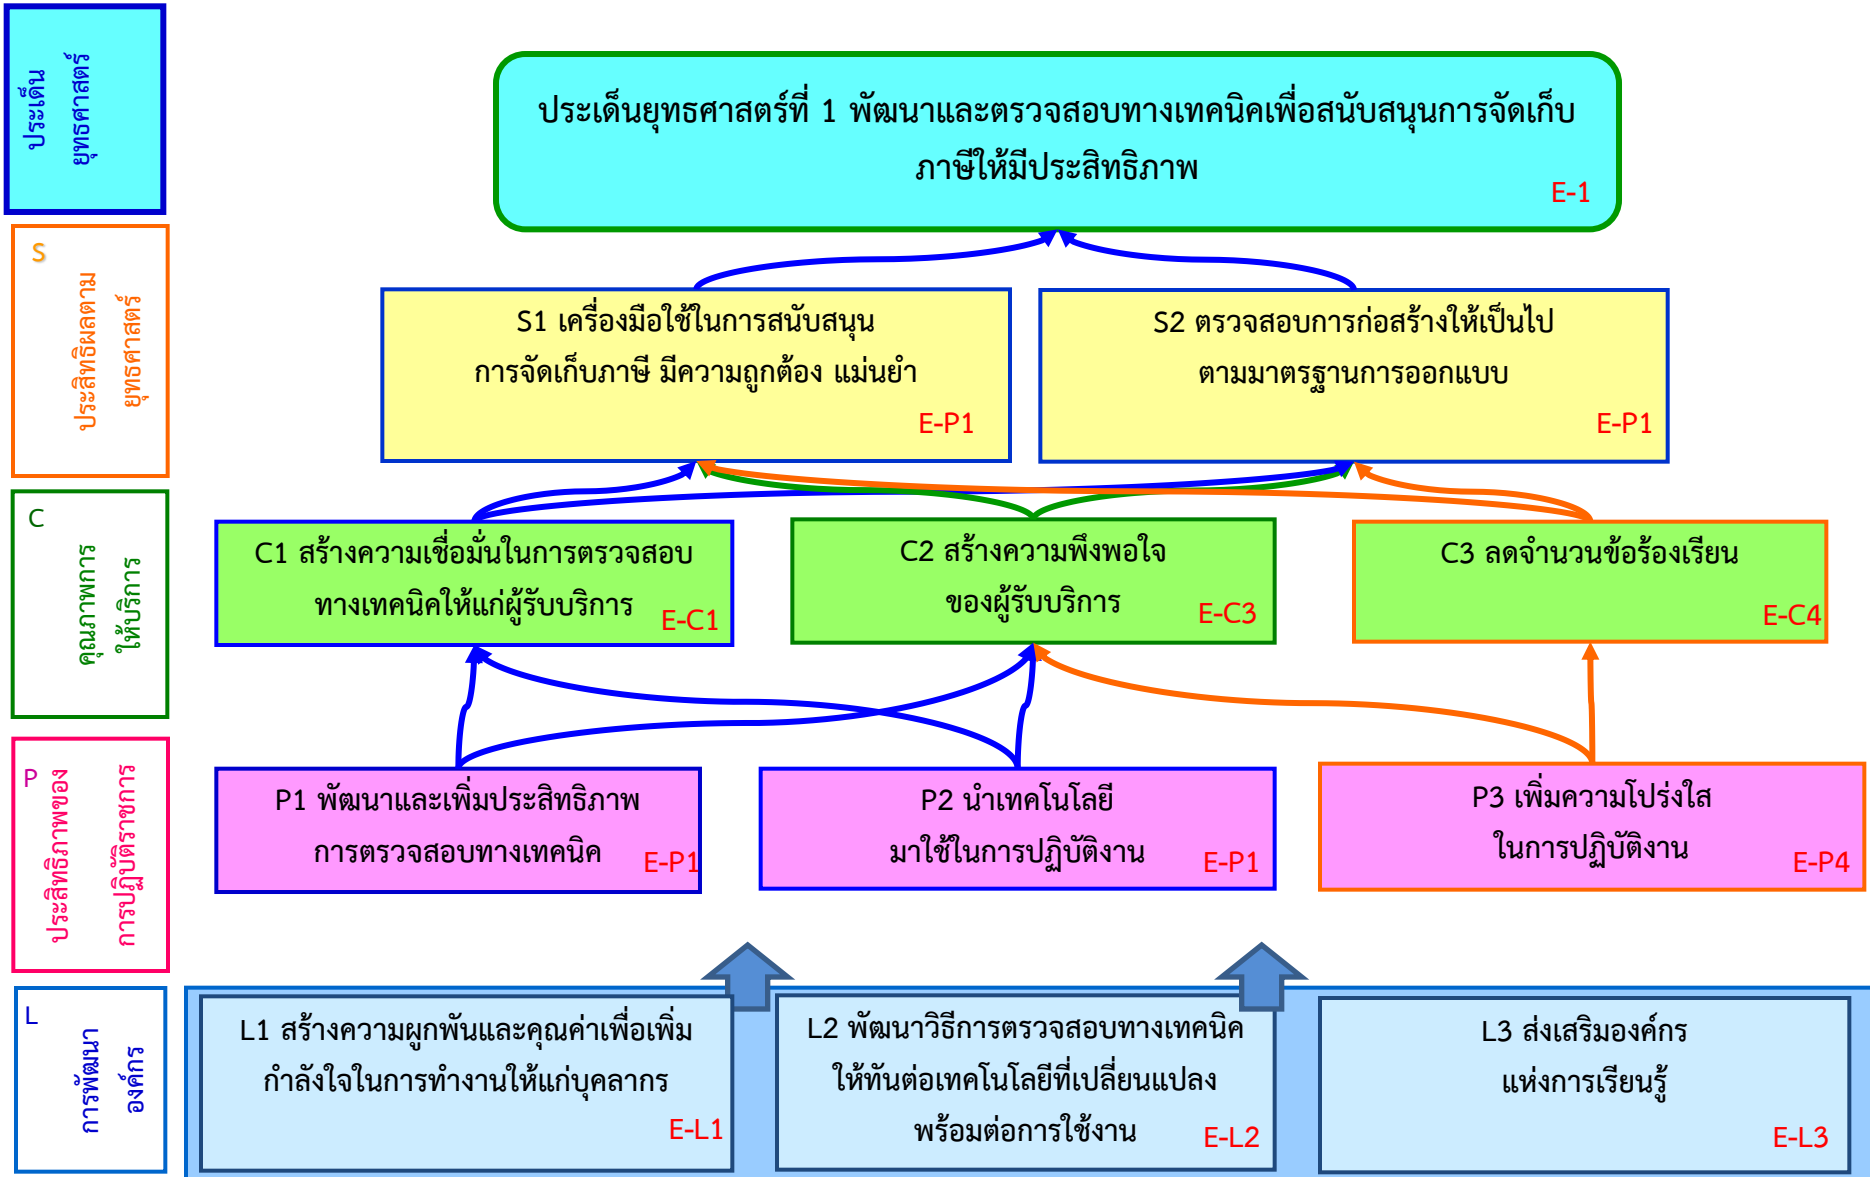 ประเด็น
ยุทธศาสตร์
ประเด็นยุทธศาสตร์ที่ 1 พัฒนาและตรวจสอบทางเทคนิคเพื่อสนับสนุนการจัดเก็บ
ภาษีให้มีประสิทธิภาพ
E-1
S
ประสิทธิผลตาม
ยุทธศาสตร์
S1 เครื่องมือใช้ในการสนับสนุน
การจัดเก็บภาษี มีความถูกต้อง แม่นยำ
E-P1
S2 ตรวจสอบการก่อสร้างให้เป็นไป
ตามมาตรฐานการออกแบบ
E-P1
C
คุณภาพการ
ให้บริการ
C1 สร้างความเชื่อมั่นในการตรวจสอบ
ทางเทคนิคให้แก่ผู้รับบริการ
E-C1
C2 สร้างความพึงพอใจ
ของผู้รับบริการ
E-C3
C3 ลดจำนวนข้อร้องเรียน
E-C4
P
ประสิทธิภาพของ
การปฏิบัติราชการ
P1 พัฒนาและเพิ่มประสิทธิภาพ
การตรวจสอบทางเทคนิค
E-P1
P2 นำเทคโนโลยี
มาใช้ในการปฏิบัติงาน
E-P1
P3 เพิ่มความโปร่งใส
ในการปฏิบัติงาน
E-P4
L
การพัฒนา
องค์กร
L1 สร้างความผูกพันและคุณค่าเพื่อเพิ่ม
กำลังใจในการทำงานให้แก่บุคลากร
E-L1
L2 พัฒนาวิธีการตรวจสอบทางเทคนิค
ให้ทันต่อเทคโนโลยีที่เปลี่ยนแปลง
พร้อมต่อการใช้งาน
E-L2
L3 ส่งเสริมองค์กร
แห่งการเรียนรู้
E-L3